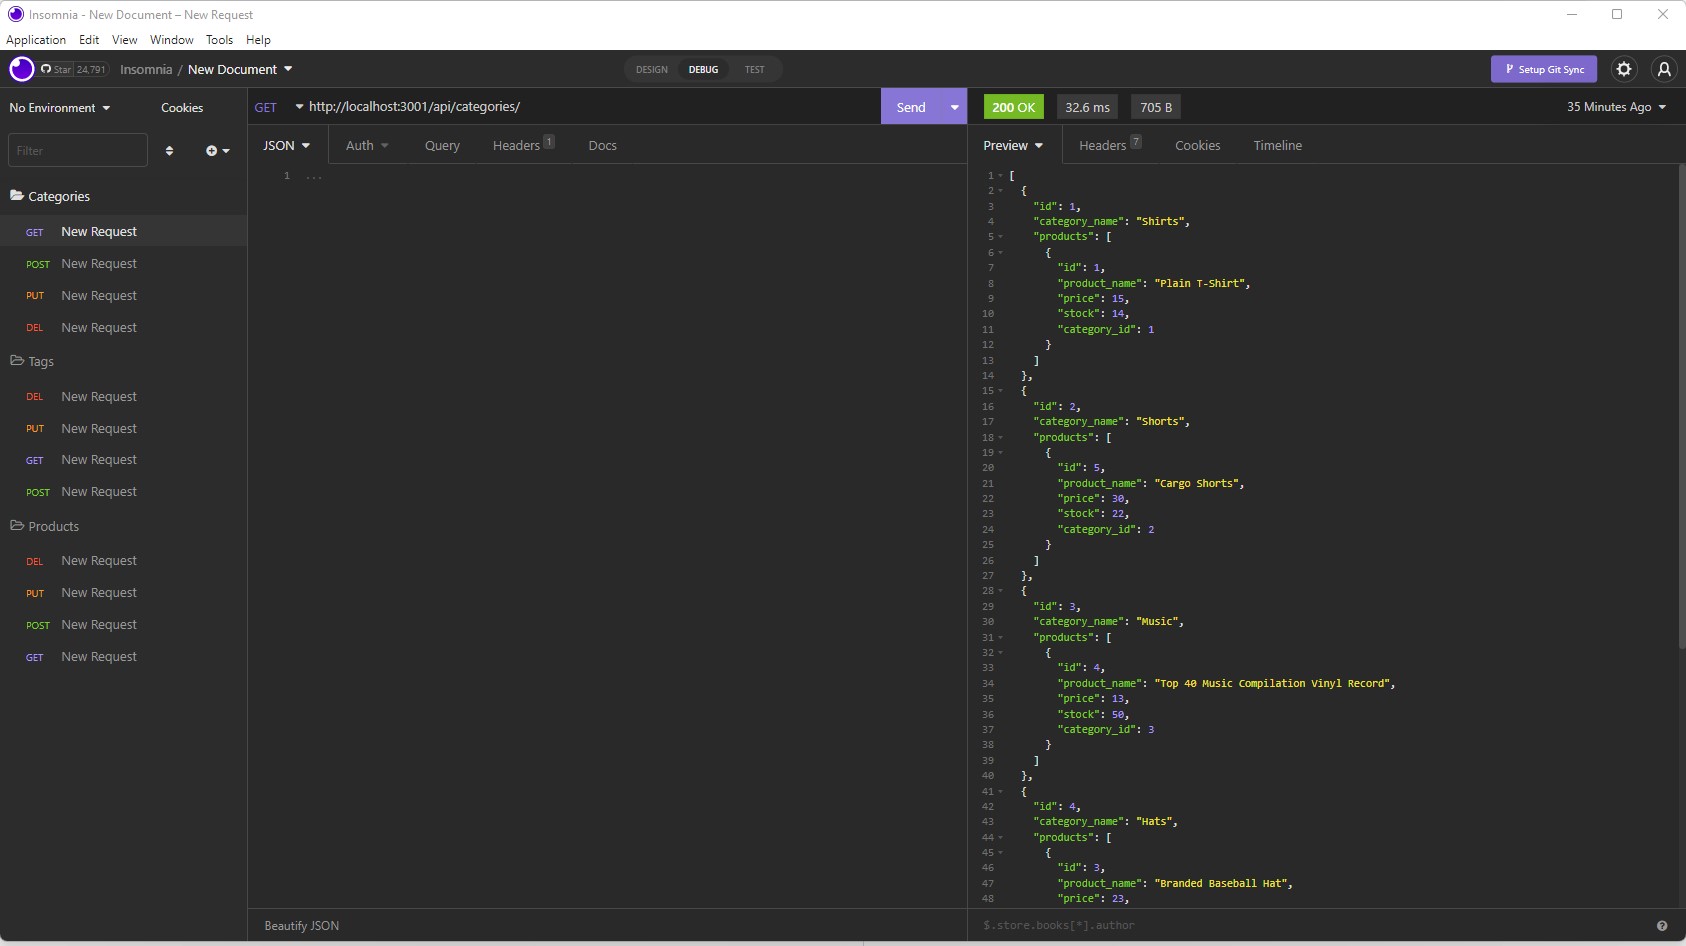 Insomnia - New Document – New Request
Application Edit View Window Tools Help
Star 24,791 Insomnia / New Document DESIGN DEBUG TEST Setup Git Sync
No Environment Cookies
Filter
Categories
GET New Request
POST New Request
PUT New Request
DEL New Request
Tags
DEL New Request
PUT New Request
GET New Request
POST New Request
Products
DEL New Request
PUT New Request
POST New Request
GET New Request
GET http://localhost:3001/api/categories/ Send
JSON Auth Query Headers 1 Docs
1 ...
Beautify JSON
200 OK 32.6 ms 705 B 35 Minutes Ago
Preview Headers 7 Cookies Timeline
1 [
2 {
3 "id": 1,
4 "category_name": "Shirts",
5 "products": [
6 {
7 "id": 1,
8 "product_name": "Plain T-Shirt",
9 "price": 15,
10 "stock": 14,
11 "category_id": 1
12 }
13 ]
14 },
15 {
16 "id": 2,
17 "category_name": "Shorts",
18 "products": [
19 {
20 "id": 5,
21 "product_name": "Cargo Shorts",
22 "price": 30,
23 "stock": 22,
24 "category_id": 2
25 }
26 ]
27 },
28 {
29 "id": 3,
30 "category_name": "Music",
31 "products": [
32 {
33 "id": 4,
34 "product_name": "Top 40 Music Compilation Vinyl Record",
35 "price": 13,
36 "stock": 50,
37 "category_id": 3
38 }
39 ]
40 },
41 {
42 "id": 4,
43 "category_name": "Hats",
44 "products": [
45 {
46 "id": 3,
47 "product_name": "Branded Baseball Hat",
48 "price": 23,
$.store.books[*].author